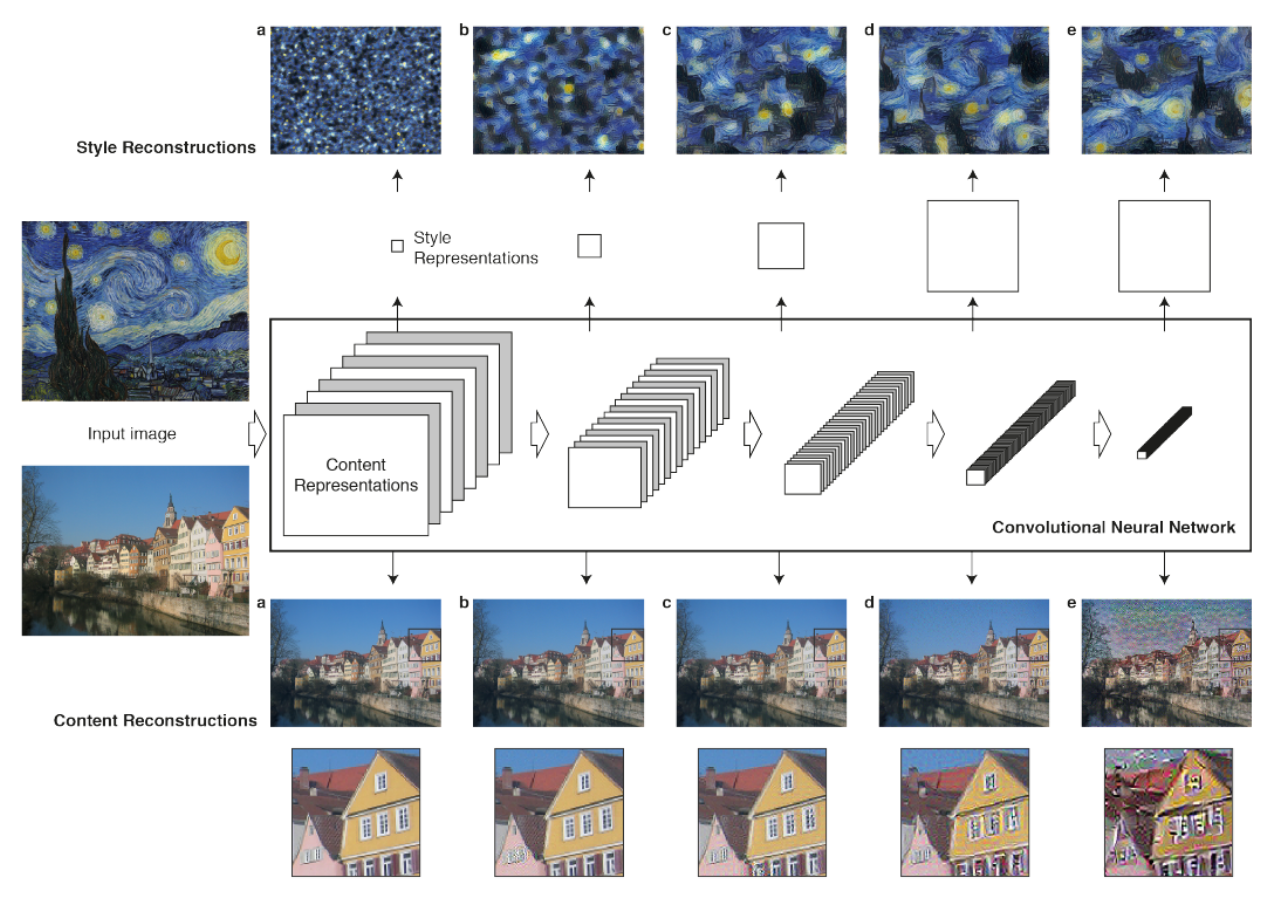 a
b
c
d
e
Style Reconstructions
Style
Representations
Input image
Content
Representations
Convolutional Neural Network
a
b
c
d
e
Content Reconstructions